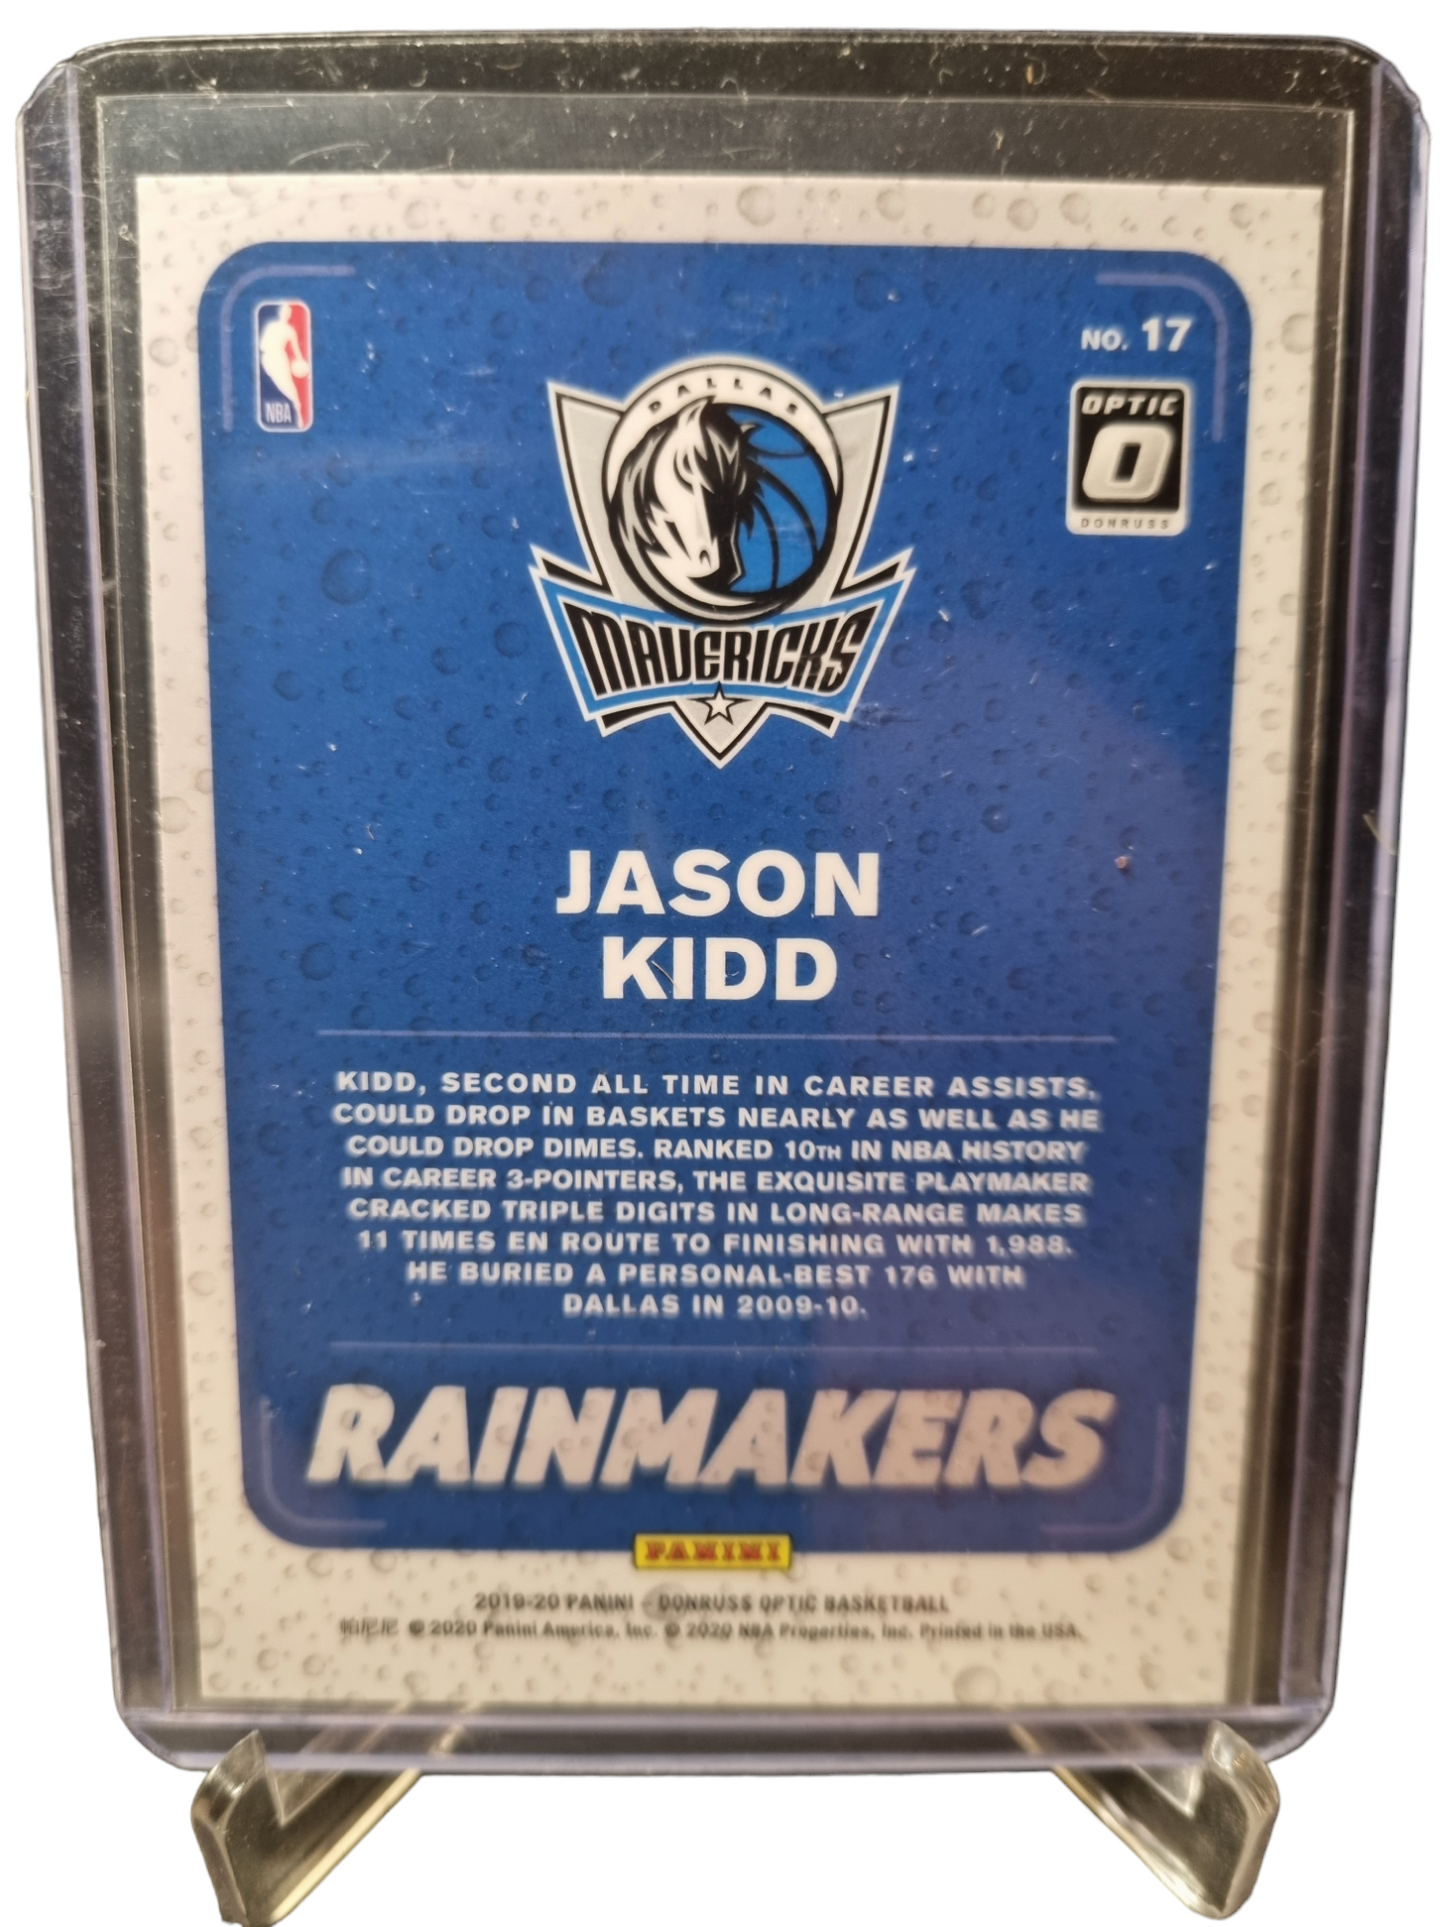 NO. 17
NBA
OPTIC
O
DONRUSS
DALLAS
MAVERICKS
JASON
KIDD
KIDD, SECOND ALL TIME IN CAREER ASSISTS,
COULD DROP IN BASKETS NEARLY AS WELL AS HE
COULD DROP DIMES. RANKED 10TH IN NBA HISTORY
IN CAREER 3-POINTERS, THE EXQUISITE PLAYMAKER
CRACKED TRIPLE DIGITS IN LONG-RANGE MAKES
11 TIMES EN ROUTE TO FINISHING WITH 1,988.
HE BURIED A PERSONAL-BEST 176 WITH
DALLAS IN 2009-10.
RAINMAKERS
PANINI
2019-20 PANINI – DONRUSS OPTIC BASKETBALL
帕尼尼 © 2020 Panini America, Inc. © 2020 NBA Properties, Inc. Printed in the USA.